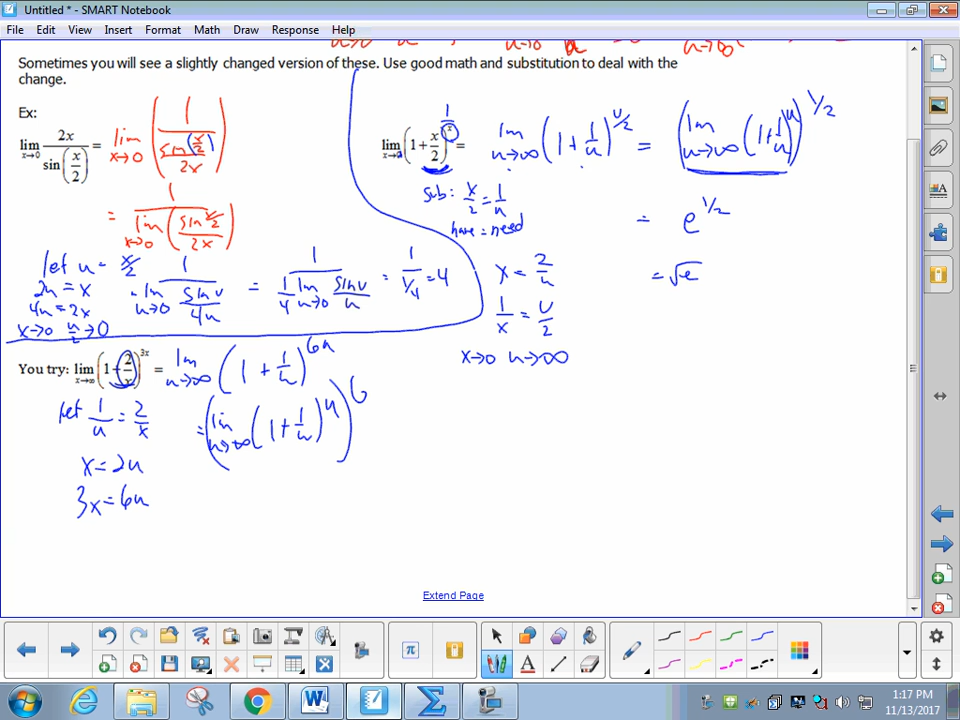 Untitled * - SMART Notebook
File Edit View Insert Format Math Draw Response Help
Sometimes you will see a slightly changed version of these. Use good math and substitution to deal with the
change.
Ex:
lim x→0 2x / sin(x/2) = lim x→0 (1 / (sin(x/2) / 2x))
= 1 / lim x→0 (sin x/2 / 2x)
let u = x/2
2u = x
4u = 2x
x→0 u/2→0
1 / lim u→0 sin u / 4u = 1 / (1/4 lim u→0 sin u / u) = 1 / (1/4) = 4
lim x→0 (1 + x/2)^(1/x) = lim u→∞ (1 + 1/u)^(u/2) = (lim u→∞ (1 + 1/u)^u)^(1/2)
sub: x/2 = 1/u
have = need
= e^(1/2)
x = 2/u
= √e
1/x = u/2
x→0 u→∞
You try: lim x→∞ (1 + 2/x)^(3x) = lim u→∞ (1 + 1/u)^(6u)
let 1/u = 2/x
= (lim u→∞ (1 + 1/u)^u)^6
x = 2u
3x = 6u
Extend Page
1:17 PM
11/13/2017